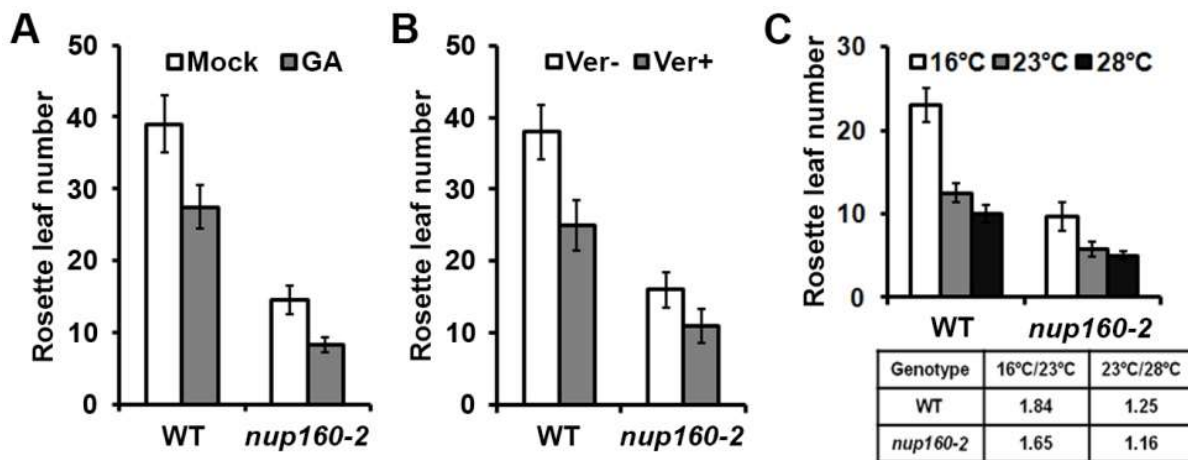 A
Rosette leaf number
50
40
30
20
10
0
Mock GA
WT nup160-2
B
Rosette leaf number
50
40
30
20
10
0
Ver- Ver+
WT nup160-2
C
Rosette leaf number
30
20
10
0
16°C 23°C 28°C
WT nup160-2
Genotype 16°C/23°C 23°C/28°C
WT 1.84 1.25
nup160-2 1.65 1.16